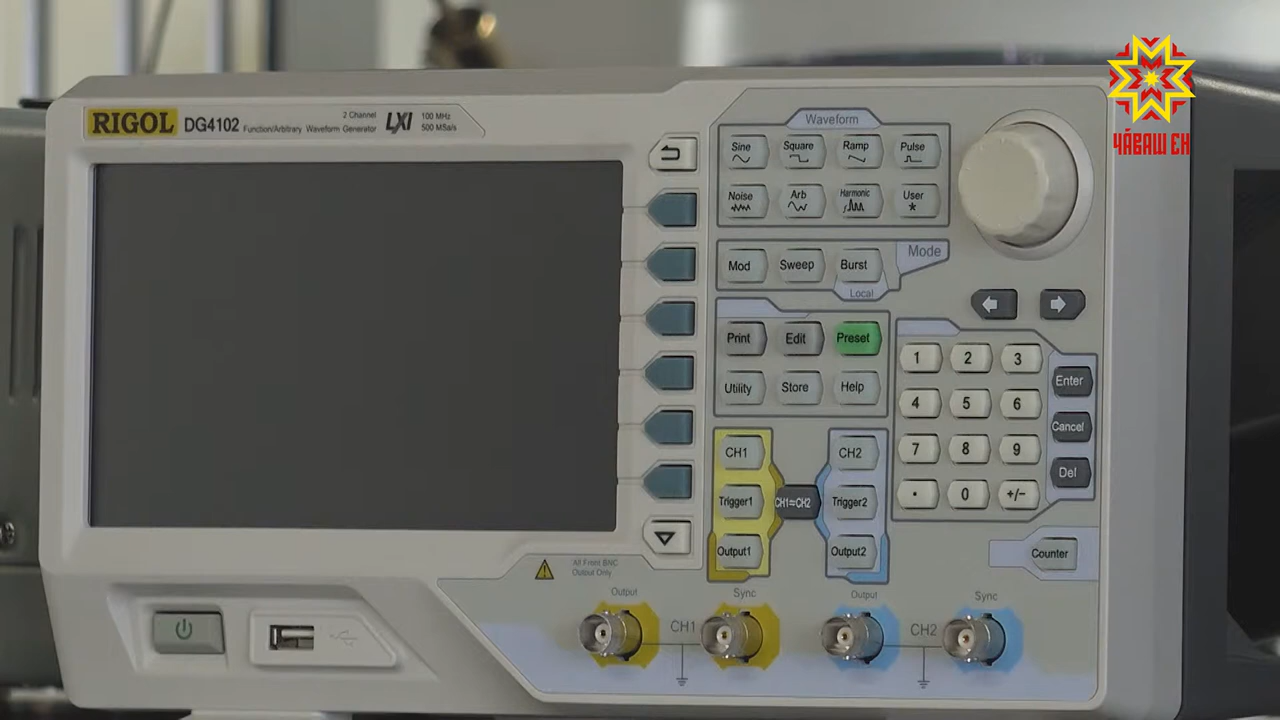 RIGOL DG4102 Function/Arbitrary Waveform Generator
2 Channel
LXI
100 MHz
500 MSa/s
ЧӐВАШ ЕН
Waveform
Sine Square Ramp Pulse
Noise Arb Harmonic User
Mod Sweep Burst Mode
Local
Print Edit Preset
Utility Store Help
1 2 3 Enter
4 5 6 Cancel
7 8 9 Del
. 0 +/−
CH1 CH2
Trigger1 CH1⇌CH2 Trigger2
Output1 Output2
Counter
All Front BNC
Output Only
Output Sync Output Sync
CH1 CH2